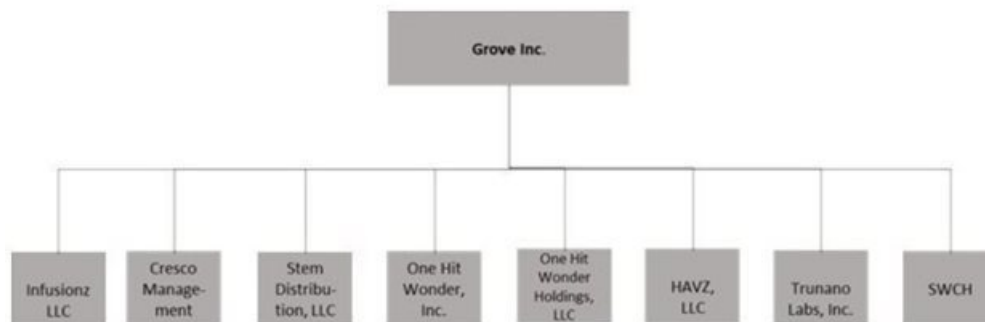 Grove Inc.
Infusionz
LLC
Cresco
Manage-
ment
Stem
Distribu-
tion, LLC
One Hit
Wonder,
Inc.
One Hit
Wonder
Holdings,
LLC
HAVZ,
LLC
Trunano
Labs, Inc.
SWCH